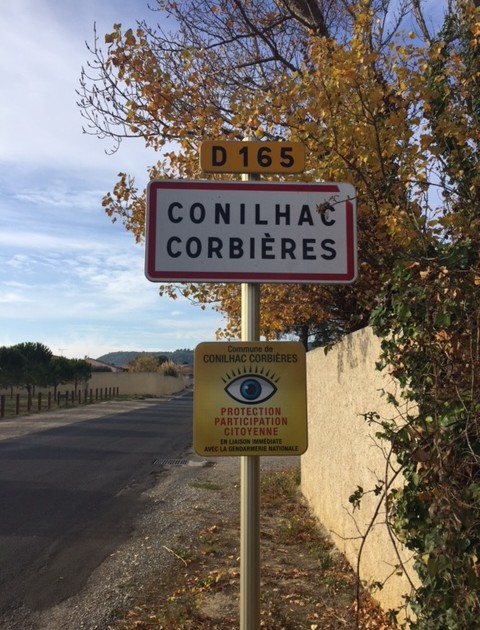 D 165
CONILHAC
CORBIÈRES
Commune de
CONILHAC CORBIÈRES
PROTECTION
PARTICIPATION
CITOYENNE
EN LIAISON IMMÉDIATE
AVEC LA GENDARMERIE NATIONALE